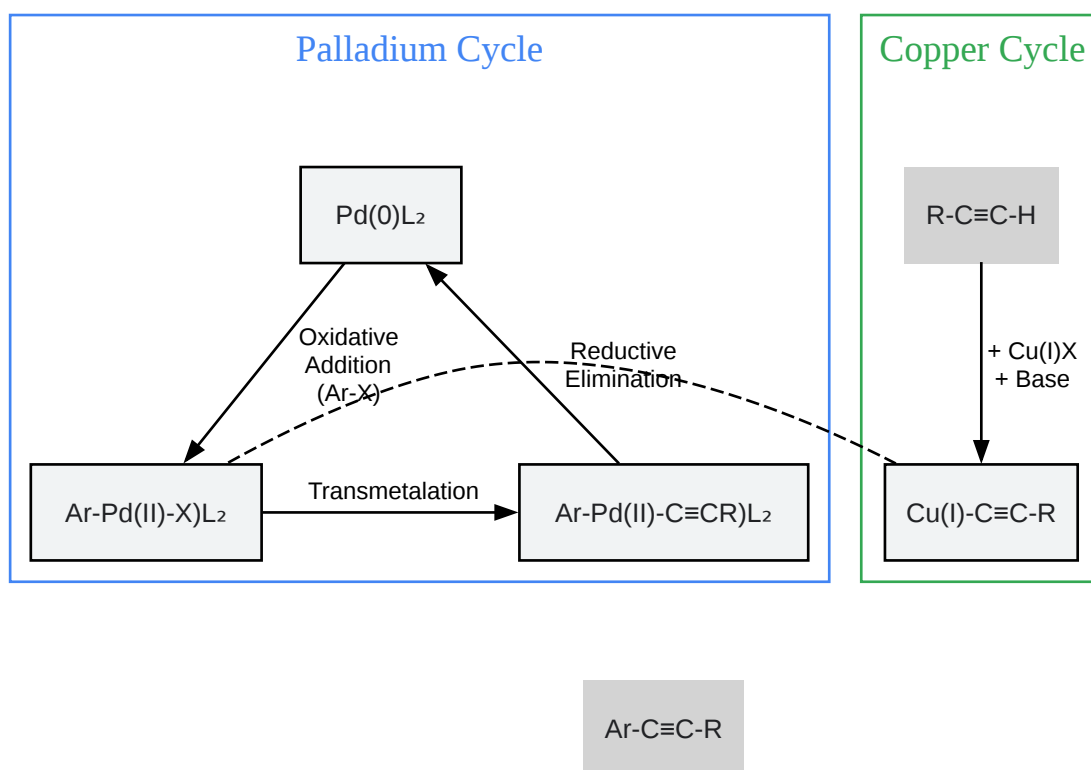 Palladium Cycle
Copper Cycle
Pd(0)L₂
R-C≡C-H
Oxidative
Addition
(Ar-X)
Reductive
Elimination
+ Cu(I)X
+ Base
Ar-Pd(II)-X)L₂
Transmetalation
Ar-Pd(II)-C≡CR)L₂
Cu(I)-C≡C-R
Ar-C≡C-R